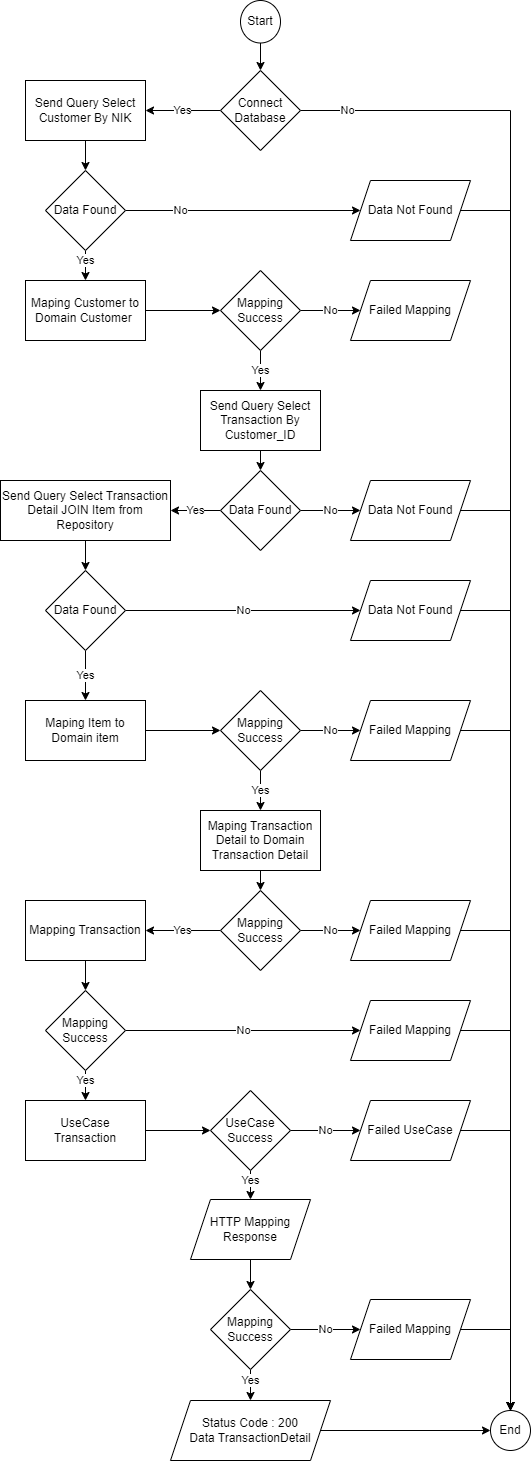 Start
Connect
Database
Yes
No
Send Query Select
Customer By NIK
Data Found
No
Data Not Found
Yes
Maping Customer to
Domain Customer
Mapping
Success
No
Failed Mapping
Yes
Send Query Select
Transaction By
Customer_ID
Data Found
Yes
No
Data Not Found
Send Query Select Transaction
Detail JOIN Item from
Repository
Data Found
No
Data Not Found
Yes
Maping Item to
Domain item
Mapping
Success
No
Failed Mapping
Yes
Maping Transaction
Detail to Domain
Transaction Detail
Mapping
Success
Yes
No
Failed Mapping
Mapping Transaction
Mapping
Success
No
Failed Mapping
Yes
UseCase
Transaction
UseCase
Success
No
Failed UseCase
Yes
HTTP Mapping
Response
Mapping
Success
No
Failed Mapping
Yes
Status Code : 200
Data TransactionDetail
End